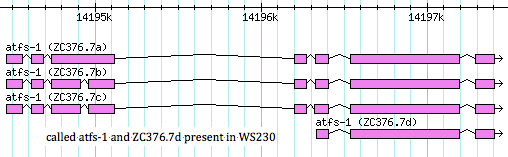 14195k 14196k 14197k
atfs-1 (ZC376.7a)
atfs-1 (ZC376.7b)
atfs-1 (ZC376.7c)
atfs-1 (ZC376.7d)
called atfs-1 and ZC376.7d present in WS230